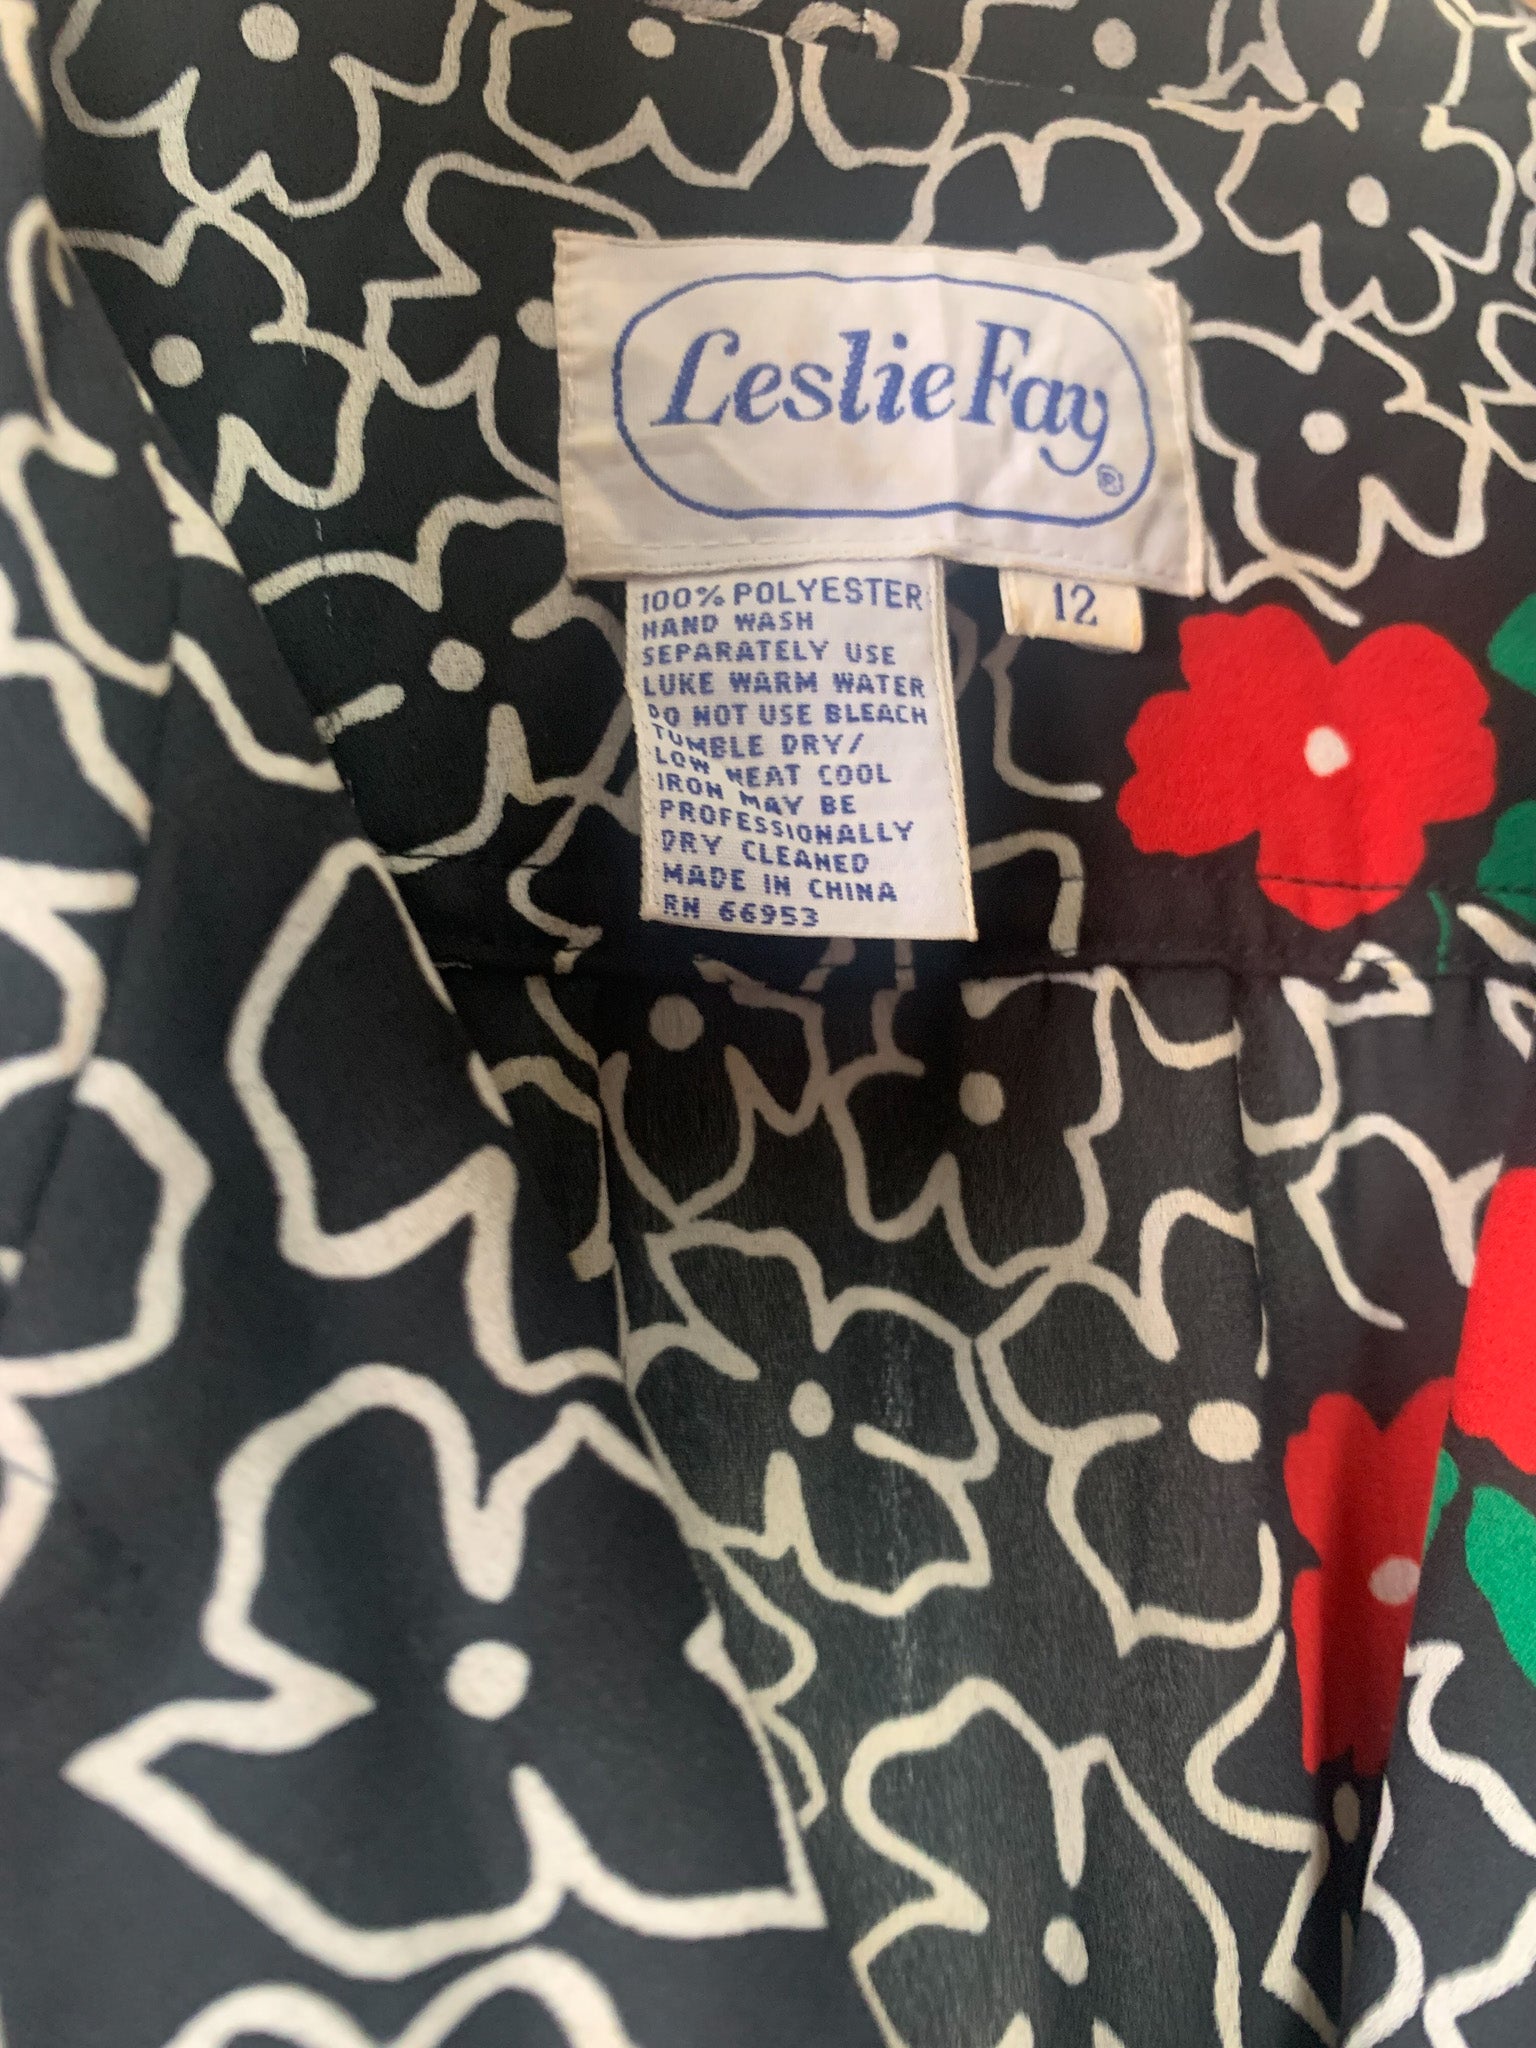 Leslie Fay ®
100% POLYESTER
HAND WASH
SEPARATELY USE
LUKE WARM WATER
DO NOT USE BLEACH
TUMBLE DRY/
LOW HEAT COOL
IRON MAY BE
PROFESSIONALLY
DRY CLEANED
MADE IN CHINA
RN 66953
12